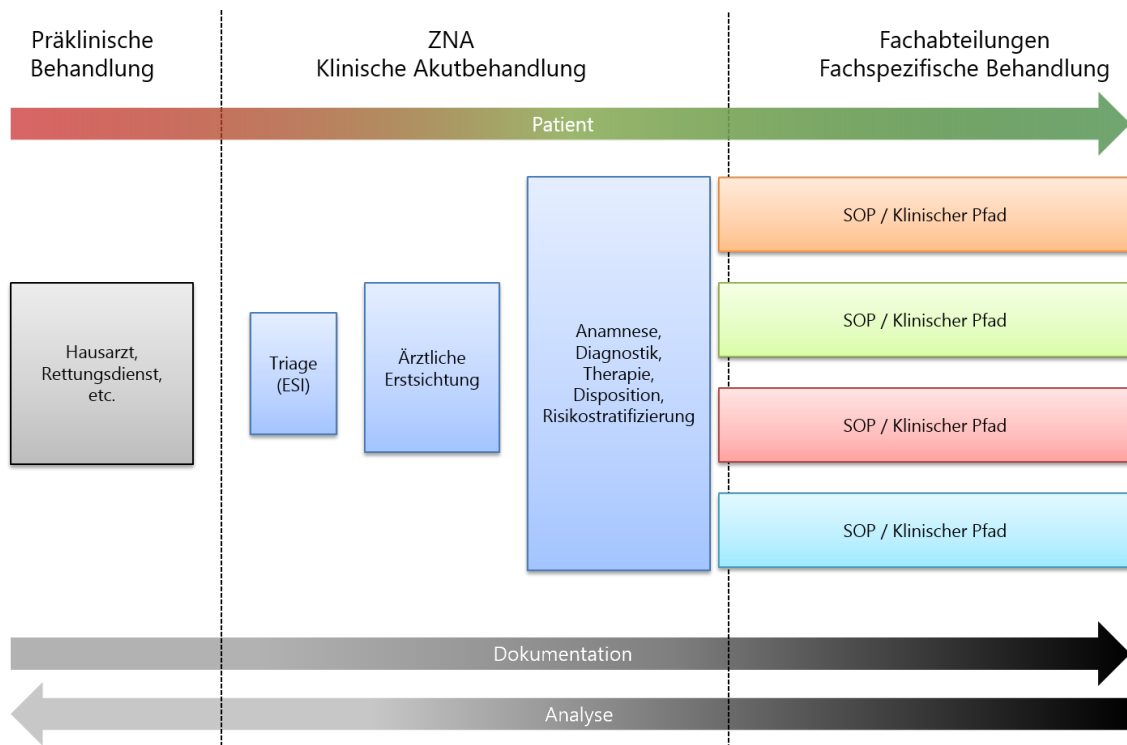 Präklinische
Behandlung
ZNA
Klinische Akutbehandlung
Fachabteilungen
Fachspezifische Behandlung
Patient
Hausarzt,
Rettungsdienst,
etc.
Triage
(ESI)
Ärztliche
Erstsichtung
Anamnese,
Diagnostik,
Therapie,
Disposition,
Risikostratifizierung
SOP / Klinischer Pfad
SOP / Klinischer Pfad
SOP / Klinischer Pfad
SOP / Klinischer Pfad
Dokumentation
Analyse